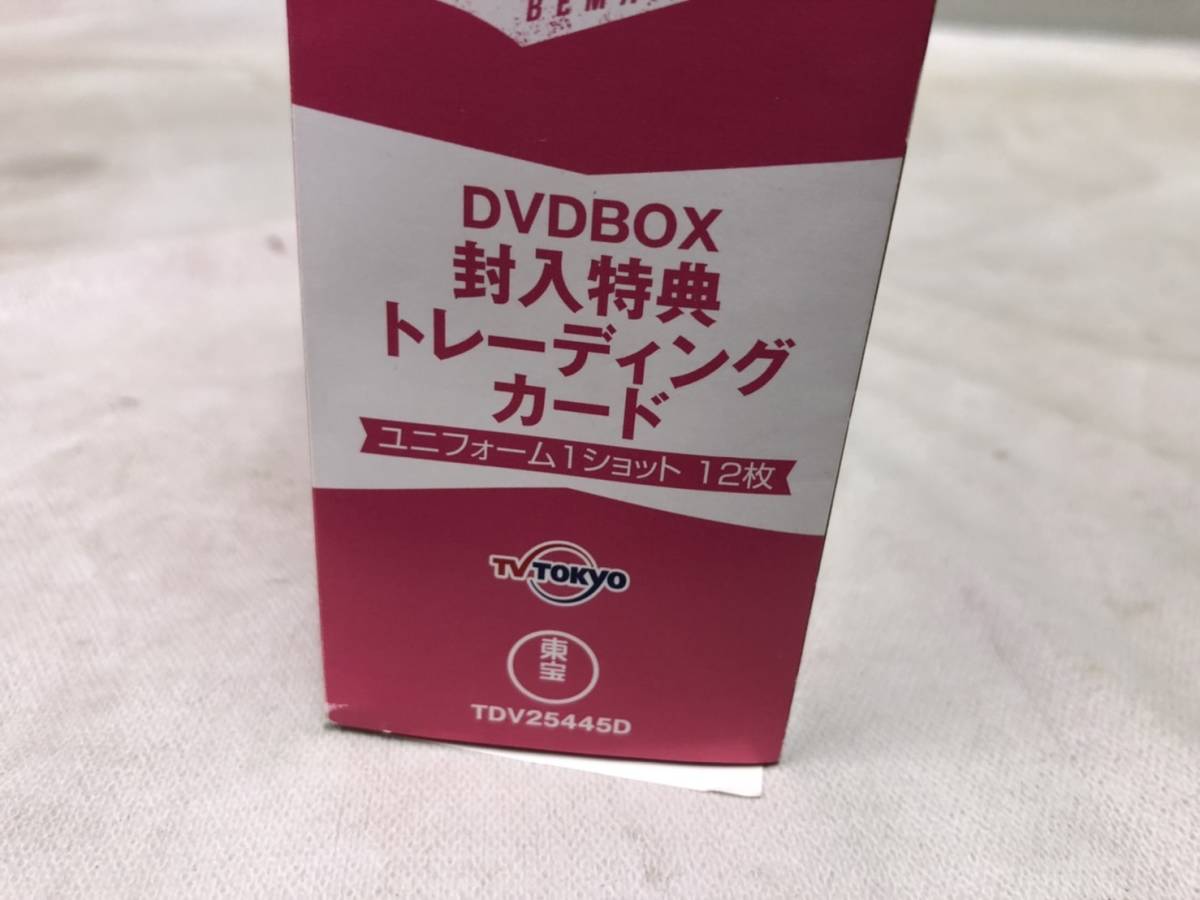 DVDBOX
封入特典
トレーディング
カード
ユニフォーム1ショット 12枚
TV TOKYO
東宝
TDV25445D